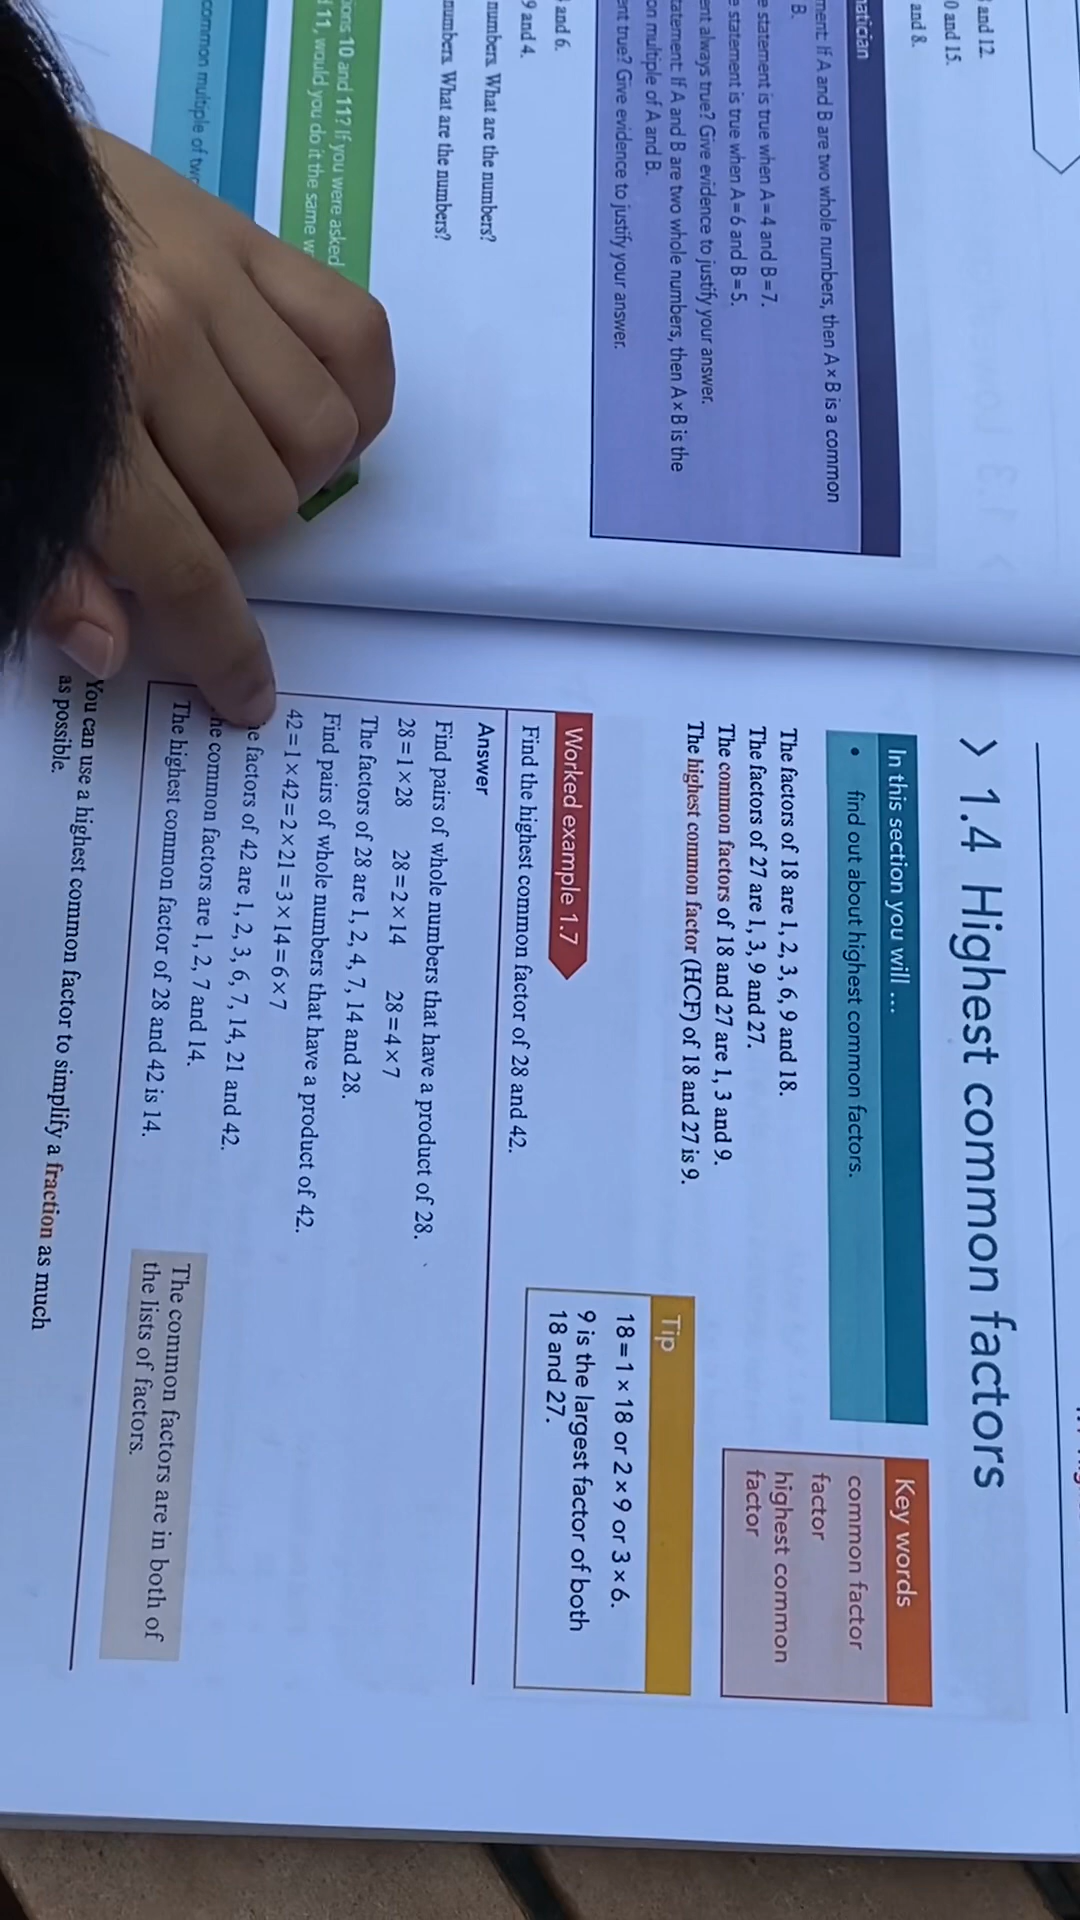 and 12.
and 15.
and 8.
If A and B are two whole numbers, then A × B is a common
B.
statement is true when A = 4 and B = 7.
statement is true when A = 6 and B = 5.
always true? Give evidence to justify your answer.
If A and B are two whole numbers, then A × B is the
multiple of A and B.
true? Give evidence to justify your answer.
and 6.
9 and 4.
numbers. What are the numbers?
numbers. What are the numbers?
10 and 11? If you were asked
11, would you do it the same
common multiple of
> 1.4 Highest common factors
In this section you will ...
• find out about highest common factors.
Key words
common factor
factor
highest common
factor
The factors of 18 are 1, 2, 3, 6, 9 and 18.
The factors of 27 are 1, 3, 9 and 27.
The common factors of 18 and 27 are 1, 3 and 9.
The highest common factor (HCF) of 18 and 27 is 9.
Tip
18 = 1 × 18 or 2 × 9 or 3 × 6.
9 is the largest factor of both
18 and 27.
Worked example 1.7
Find the highest common factor of 28 and 42.
Answer
Find pairs of whole numbers that have a product of 28.
28 = 1 × 28 28 = 2 × 14 28 = 4 × 7
The factors of 28 are 1, 2, 4, 7, 14 and 28.
Find pairs of whole numbers that have a product of 42.
42 = 1 × 42 = 2 × 21 = 3 × 14 = 6 × 7
factors of 42 are 1, 2, 3, 6, 7, 14, 21 and 42.
common factors are 1, 2, 7 and 14.
The highest common factor of 28 and 42 is 14.
The common factors are in both of
the lists of factors.
You can use a highest common factor to simplify a fraction as much
as possible.